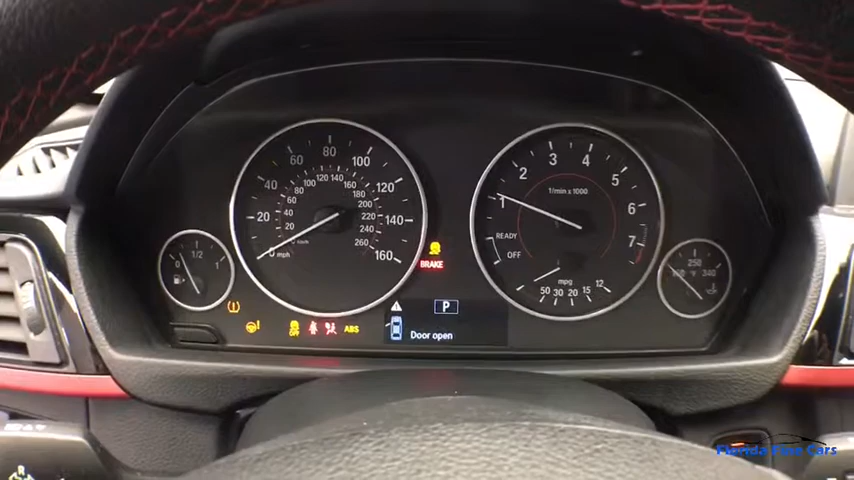 0 20 40 60 80 100 120 140 160
mph
20 40 60 80 100 120 140 160 180 200 220 240 260
km/h
1 2 3 4 5 6 7
1/min x 1000
READY
OFF
mpg
50 30 20 15 12
0 1/2 1/1
250
°F 340
BRAKE
OFF
ABS
P
Door open
Florida Fine Cars